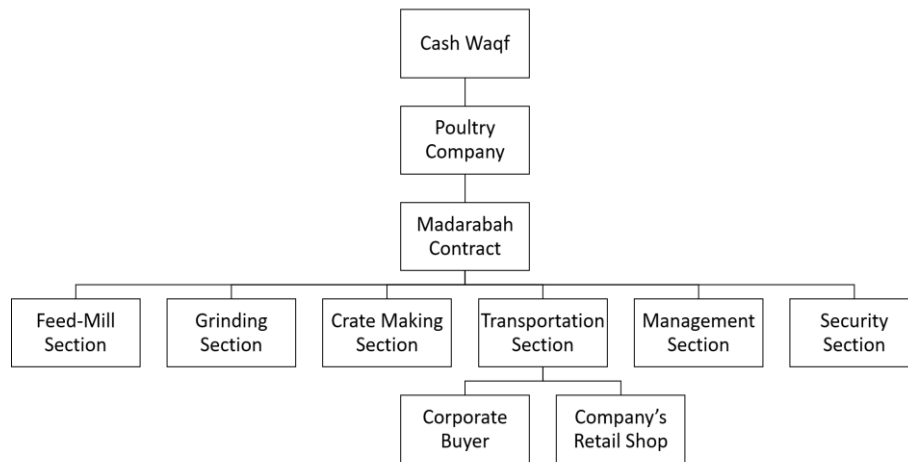 Cash Waqf
Poultry
Company
Madarabah
Contract
Feed-Mill
Section
Grinding
Section
Crate Making
Section
Transportation
Section
Management
Section
Security
Section
Corporate
Buyer
Company’s
Retail Shop